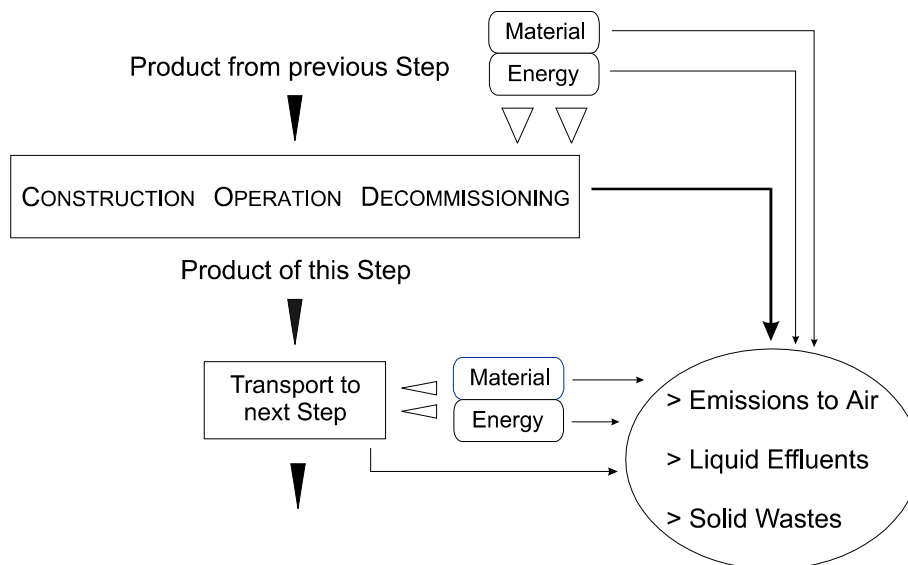 Material
Product from previous Step
Energy
CONSTRUCTION OPERATION DECOMMISSIONING
Product of this Step
Transport to
next Step
Material
Energy
> Emissions to Air
> Liquid Effluents
> Solid Wastes